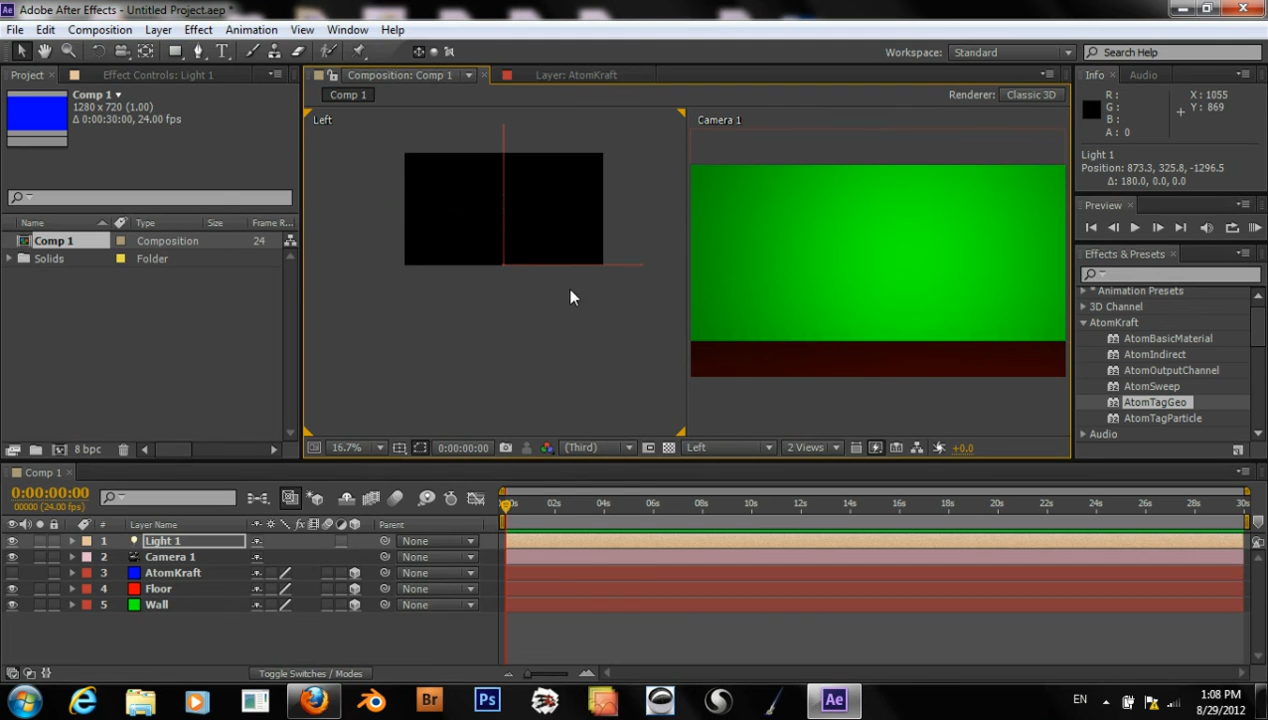 Adobe After Effects - Untitled Project.aep *
File Edit Composition Layer Effect Animation View Window Help
Workspace: Standard Search Help
Project Effect Controls: Light 1 Composition: Comp 1 Layer: AtomKraft Info Audio
Comp 1
1280 x 720 (1.00)
Δ 0:00:30:00, 24.00 fps
Comp 1 Renderer: Classic 3D
Left Camera 1
R :
G :
B :
A : 0
X : 1055
Y : 869
Light 1
Position: 873.3, 325.8, -1296.5
Δ: 180.0, 0.0, 0.0
Preview
Name Type Size Frame R...
Comp 1 Composition 24
Solids Folder
Effects & Presets
* Animation Presets
3D Channel
AtomKraft
AtomBasicMaterial
AtomIndirect
AtomOutputChannel
AtomSweep
AtomTagGeo
AtomTagParticle
Audio
8 bpc
16.7% 0:00:00:00 (Third) Left 2 Views +0.0
Comp 1
0:00:00:00
00000 (24.00 fps)
:00s 02s 04s 06s 08s 10s 12s 14s 16s 18s 20s 22s 24s 26s 28s 30s
# Layer Name fx Parent
1 Light 1 None
2 Camera 1 None
3 AtomKraft None
4 Floor None
5 Wall None
Toggle Switches / Modes
Br Ps Ae
EN
1:08 PM
8/29/2012